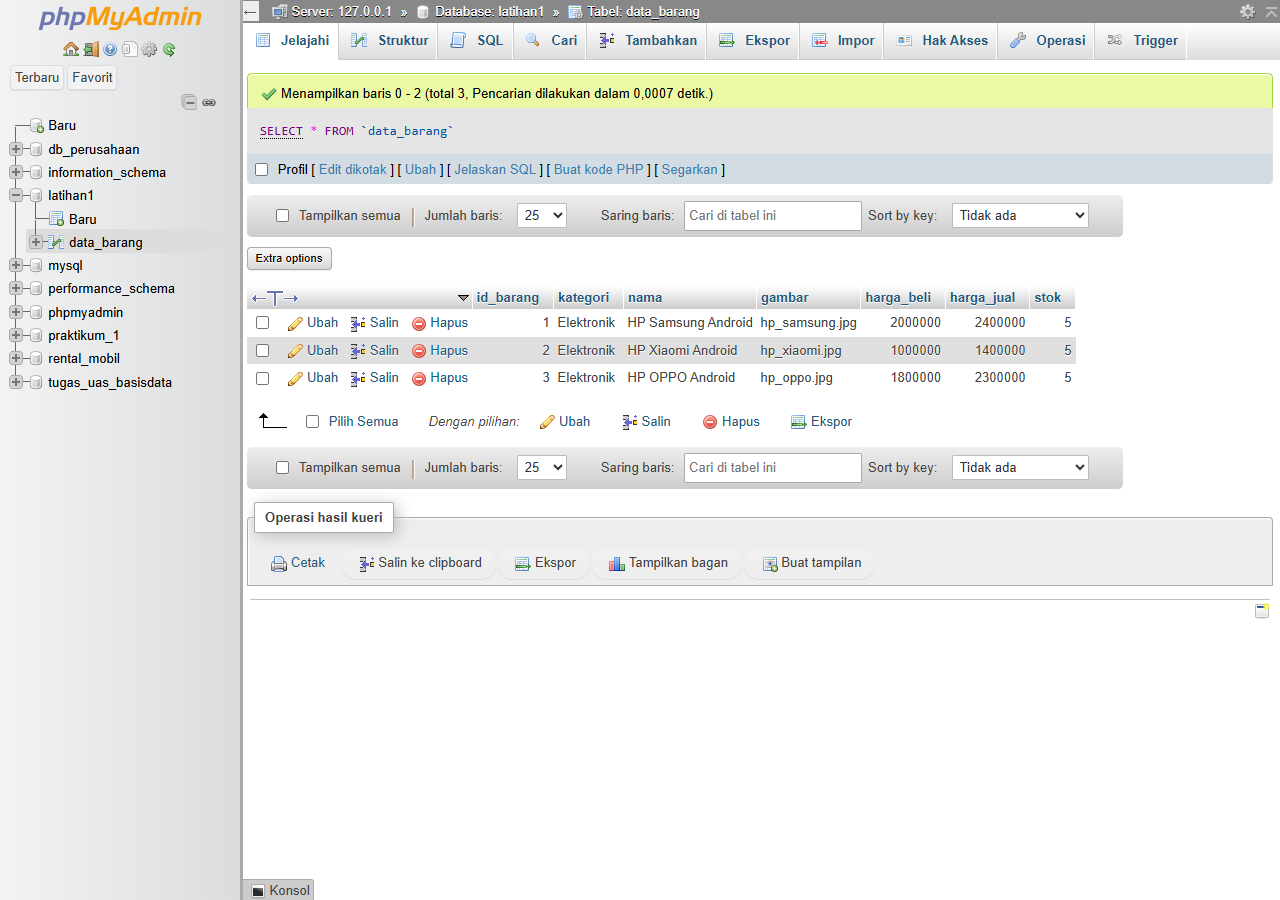 phpMyAdmin
Terbaru Favorit
Baru
db_perusahaan
information_schema
latihan1
Baru
data_barang
mysql
performance_schema
phpmyadmin
praktikum_1
rental_mobil
tugas_uas_basisdata
Server: 127.0.0.1 » Database: latihan1 » Tabel: data_barang
Jelajahi Struktur SQL Cari Tambahkan Ekspor Impor Hak Akses Operasi Trigger
Menampilkan baris 0 - 2 (total 3, Pencarian dilakukan dalam 0,0007 detik.)
SELECT * FROM `data_barang`
Profil [ Edit dikotak ] [ Ubah ] [ Jelaskan SQL ] [ Buat kode PHP ] [ Segarkan ]
Tampilkan semua Jumlah baris: 25 Saring baris: Cari di tabel ini Sort by key: Tidak ada
Extra options
←T→ id_barang kategori nama gambar harga_beli harga_jual stok
Ubah Salin Hapus 1 Elektronik HP Samsung Android hp_samsung.jpg 2000000 2400000 5
Ubah Salin Hapus 2 Elektronik HP Xiaomi Android hp_xiaomi.jpg 1000000 1400000 5
Ubah Salin Hapus 3 Elektronik HP OPPO Android hp_oppo.jpg 1800000 2300000 5
Pilih Semua Dengan pilihan: Ubah Salin Hapus Ekspor
Tampilkan semua Jumlah baris: 25 Saring baris: Cari di tabel ini Sort by key: Tidak ada
Operasi hasil kueri
Cetak Salin ke clipboard Ekspor Tampilkan bagan Buat tampilan
Konsol